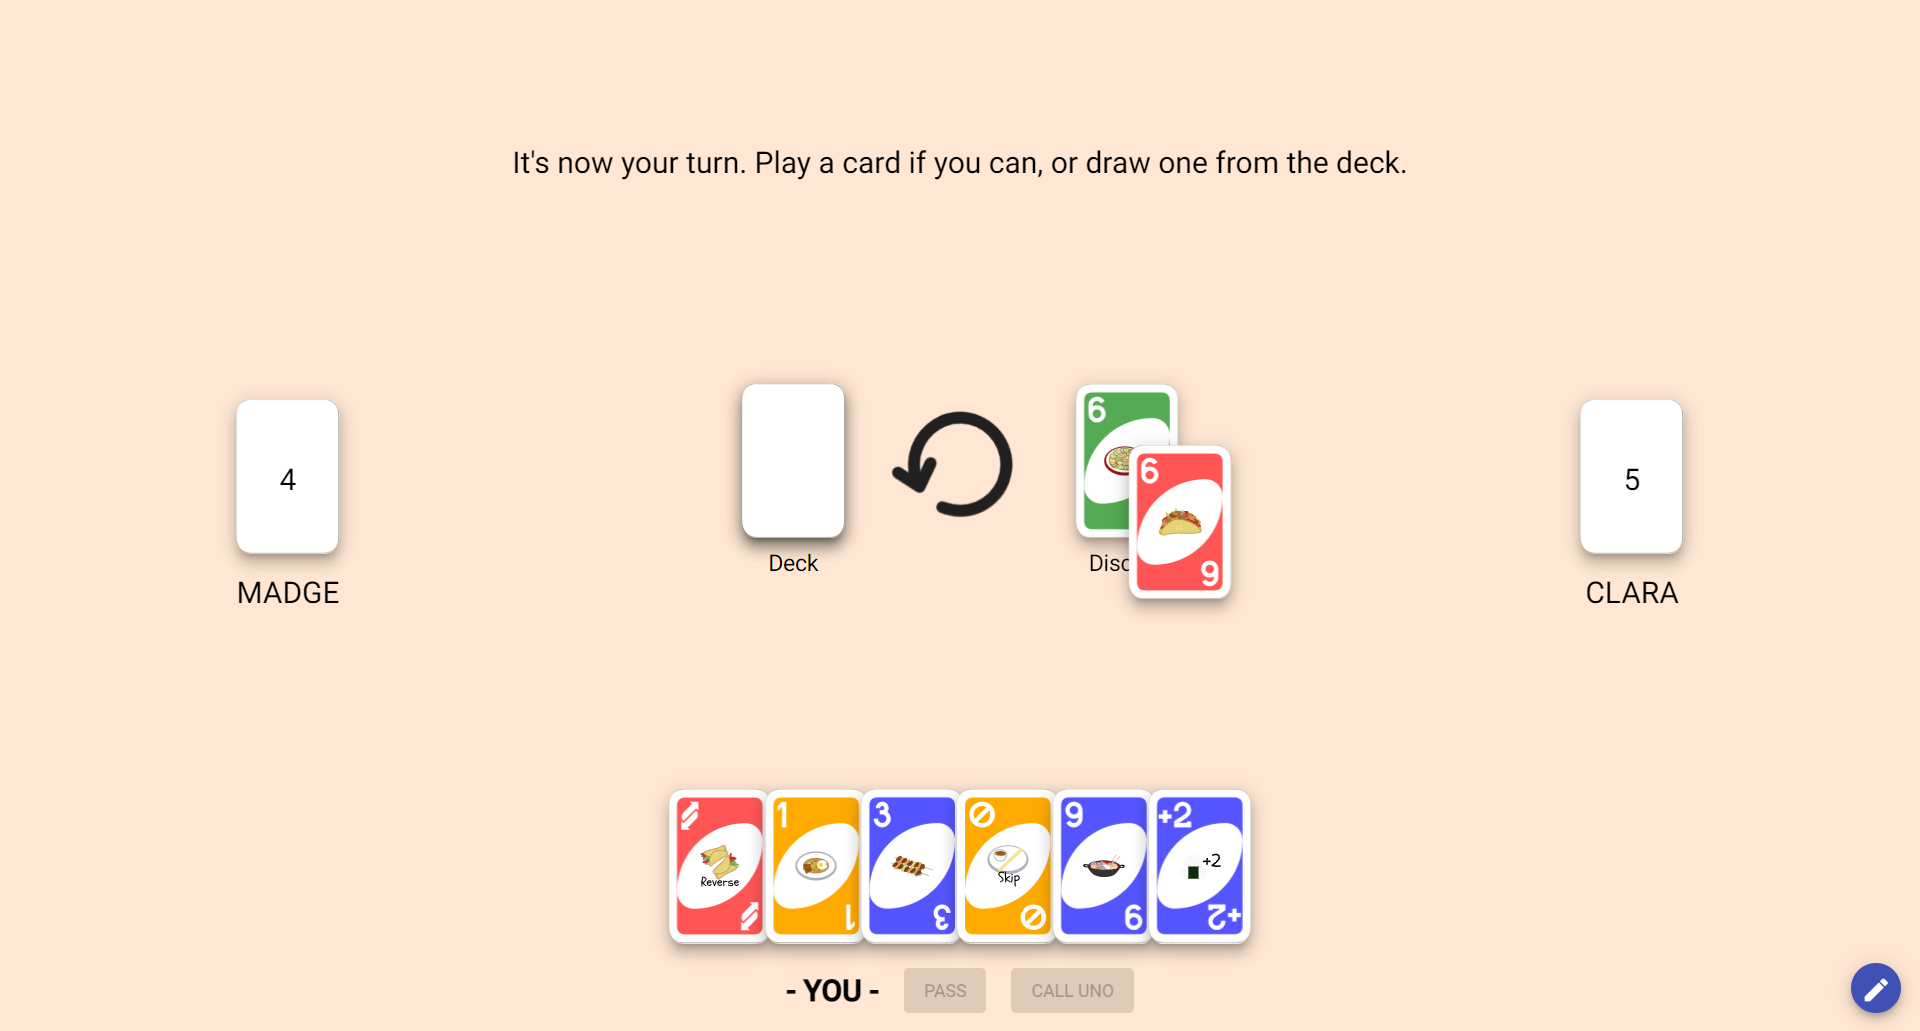 It's now your turn. Play a card if you can, or draw one from the deck.
4
MADGE
Deck
6
Disc
6
6
5
CLARA
Reverse
1
1
3
3
Skip
9
9
+2
+2
+2
- YOU -
PASS
CALL UNO